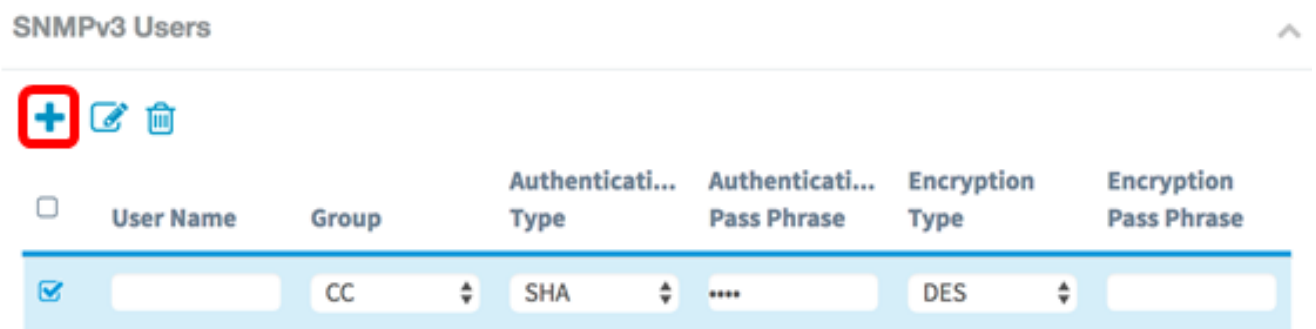 SNMPv3 Users
Authenticati... Authenticati... Encryption Encryption
User Name Group Type Pass Phrase Type Pass Phrase
CC SHA •••• DES